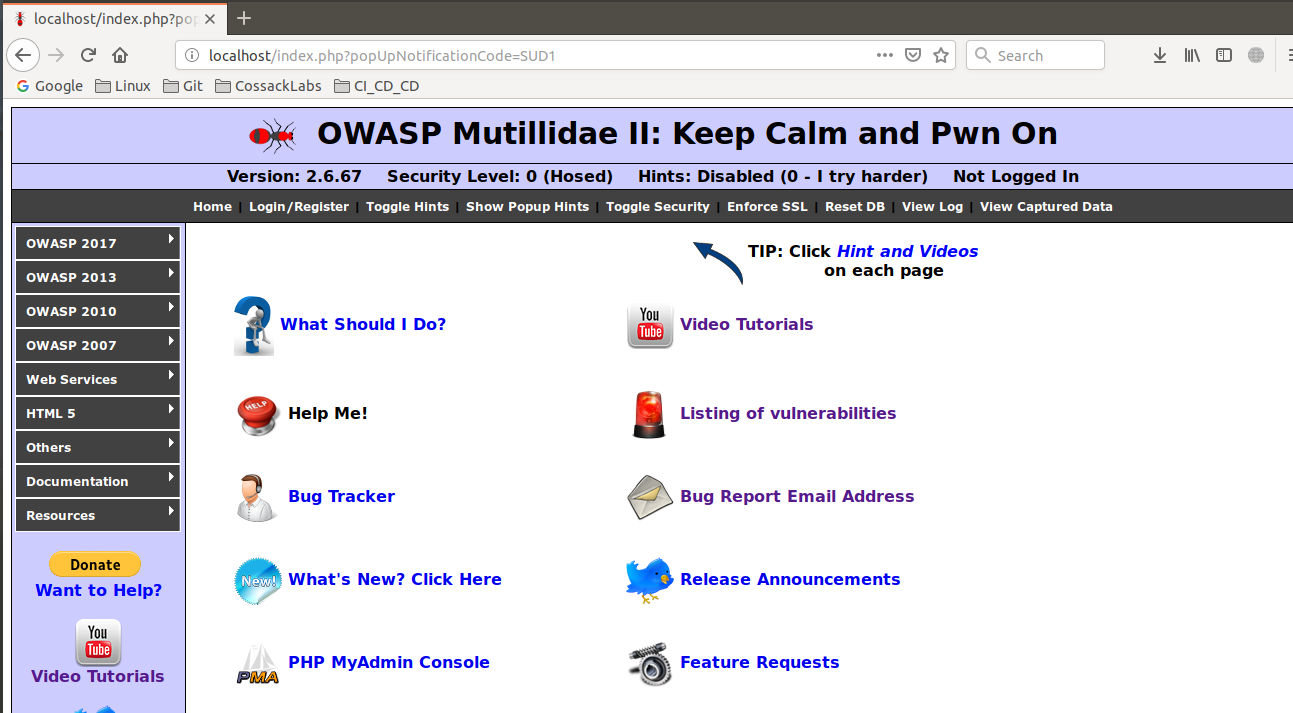 localhost/index.php?pop
localhost/index.php?popUpNotificationCode=SUD1
Search
Google Linux Git CossackLabs CI_CD_CD
OWASP Mutillidae II: Keep Calm and Pwn On
Version: 2.6.67 Security Level: 0 (Hosed) Hints: Disabled (0 - I try harder) Not Logged In
Home | Login/Register | Toggle Hints | Show Popup Hints | Toggle Security | Enforce SSL | Reset DB | View Log | View Captured Data
OWASP 2017
OWASP 2013
OWASP 2010
OWASP 2007
Web Services
HTML 5
Others
Documentation
Resources
Donate
Want to Help?
You
Tube
Video Tutorials
TIP: Click Hint and Videos
on each page
What Should I Do?
You
Tube
Video Tutorials
HELP
Help Me!
Listing of vulnerabilities
Bug Tracker
Bug Report Email Address
New!
What's New? Click Here
Release Announcements
PMA
PHP MyAdmin Console
Feature Requests